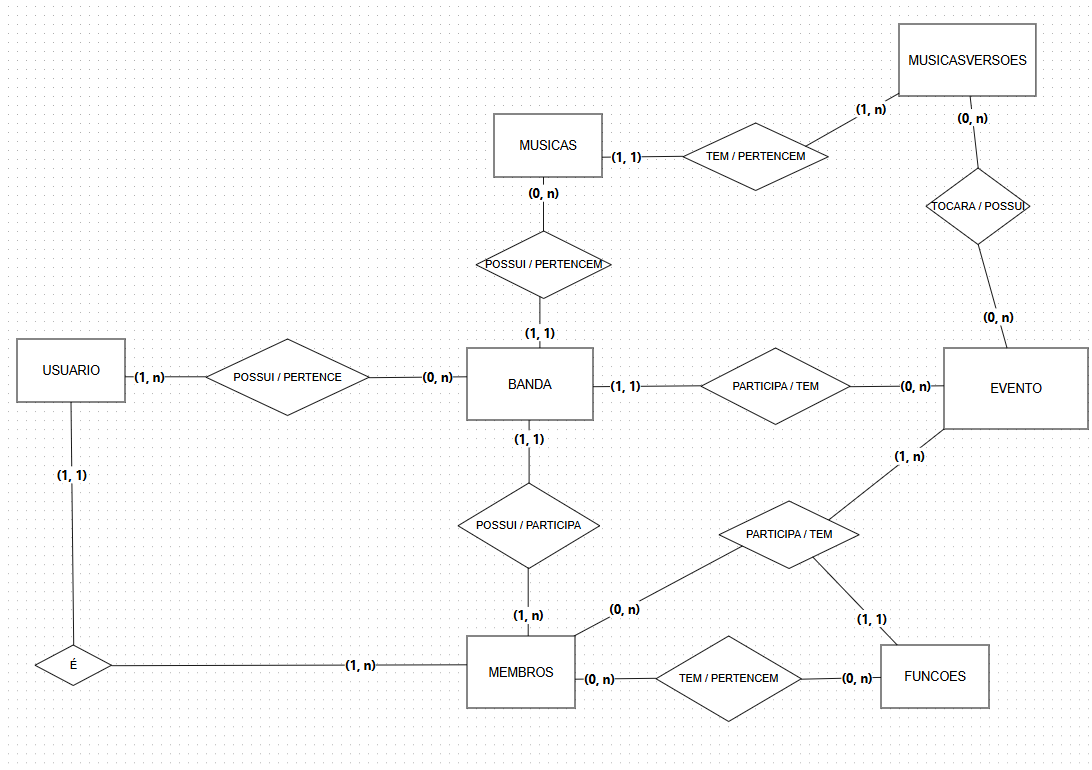 MUSICASVERSOES
(1, n)
(0, n)
MUSICAS
(1, 1)
TEM / PERTENCEM
(0, n)
TOCARA / POSSUI
POSSUI / PERTENCEM
(0, n)
(1, 1)
USUARIO
(1, n)
POSSUI / PERTENCE
(0, n)
BANDA
(1, 1)
PARTICIPA / TEM
(0, n)
EVENTO
(1, 1)
(1, n)
(1, 1)
POSSUI / PARTICIPA
PARTICIPA / TEM
(1, n)
(0, n)
(1, 1)
É
(1, n)
MEMBROS
(0, n)
TEM / PERTENCEM
(0, n)
FUNCOES